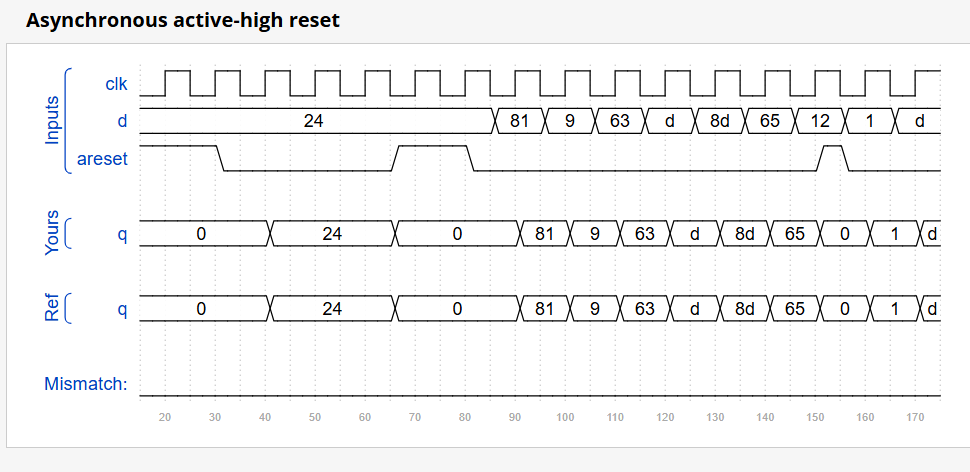 Asynchronous active-high reset
Inputs
clk
d 24 81 9 63 d 8d 65 12 1 d
areset
Yours
q 0 24 0 81 9 63 d 8d 65 0 1 d
Ref
q 0 24 0 81 9 63 d 8d 65 0 1 d
Mismatch:
20 30 40 50 60 70 80 90 100 110 120 130 140 150 160 170